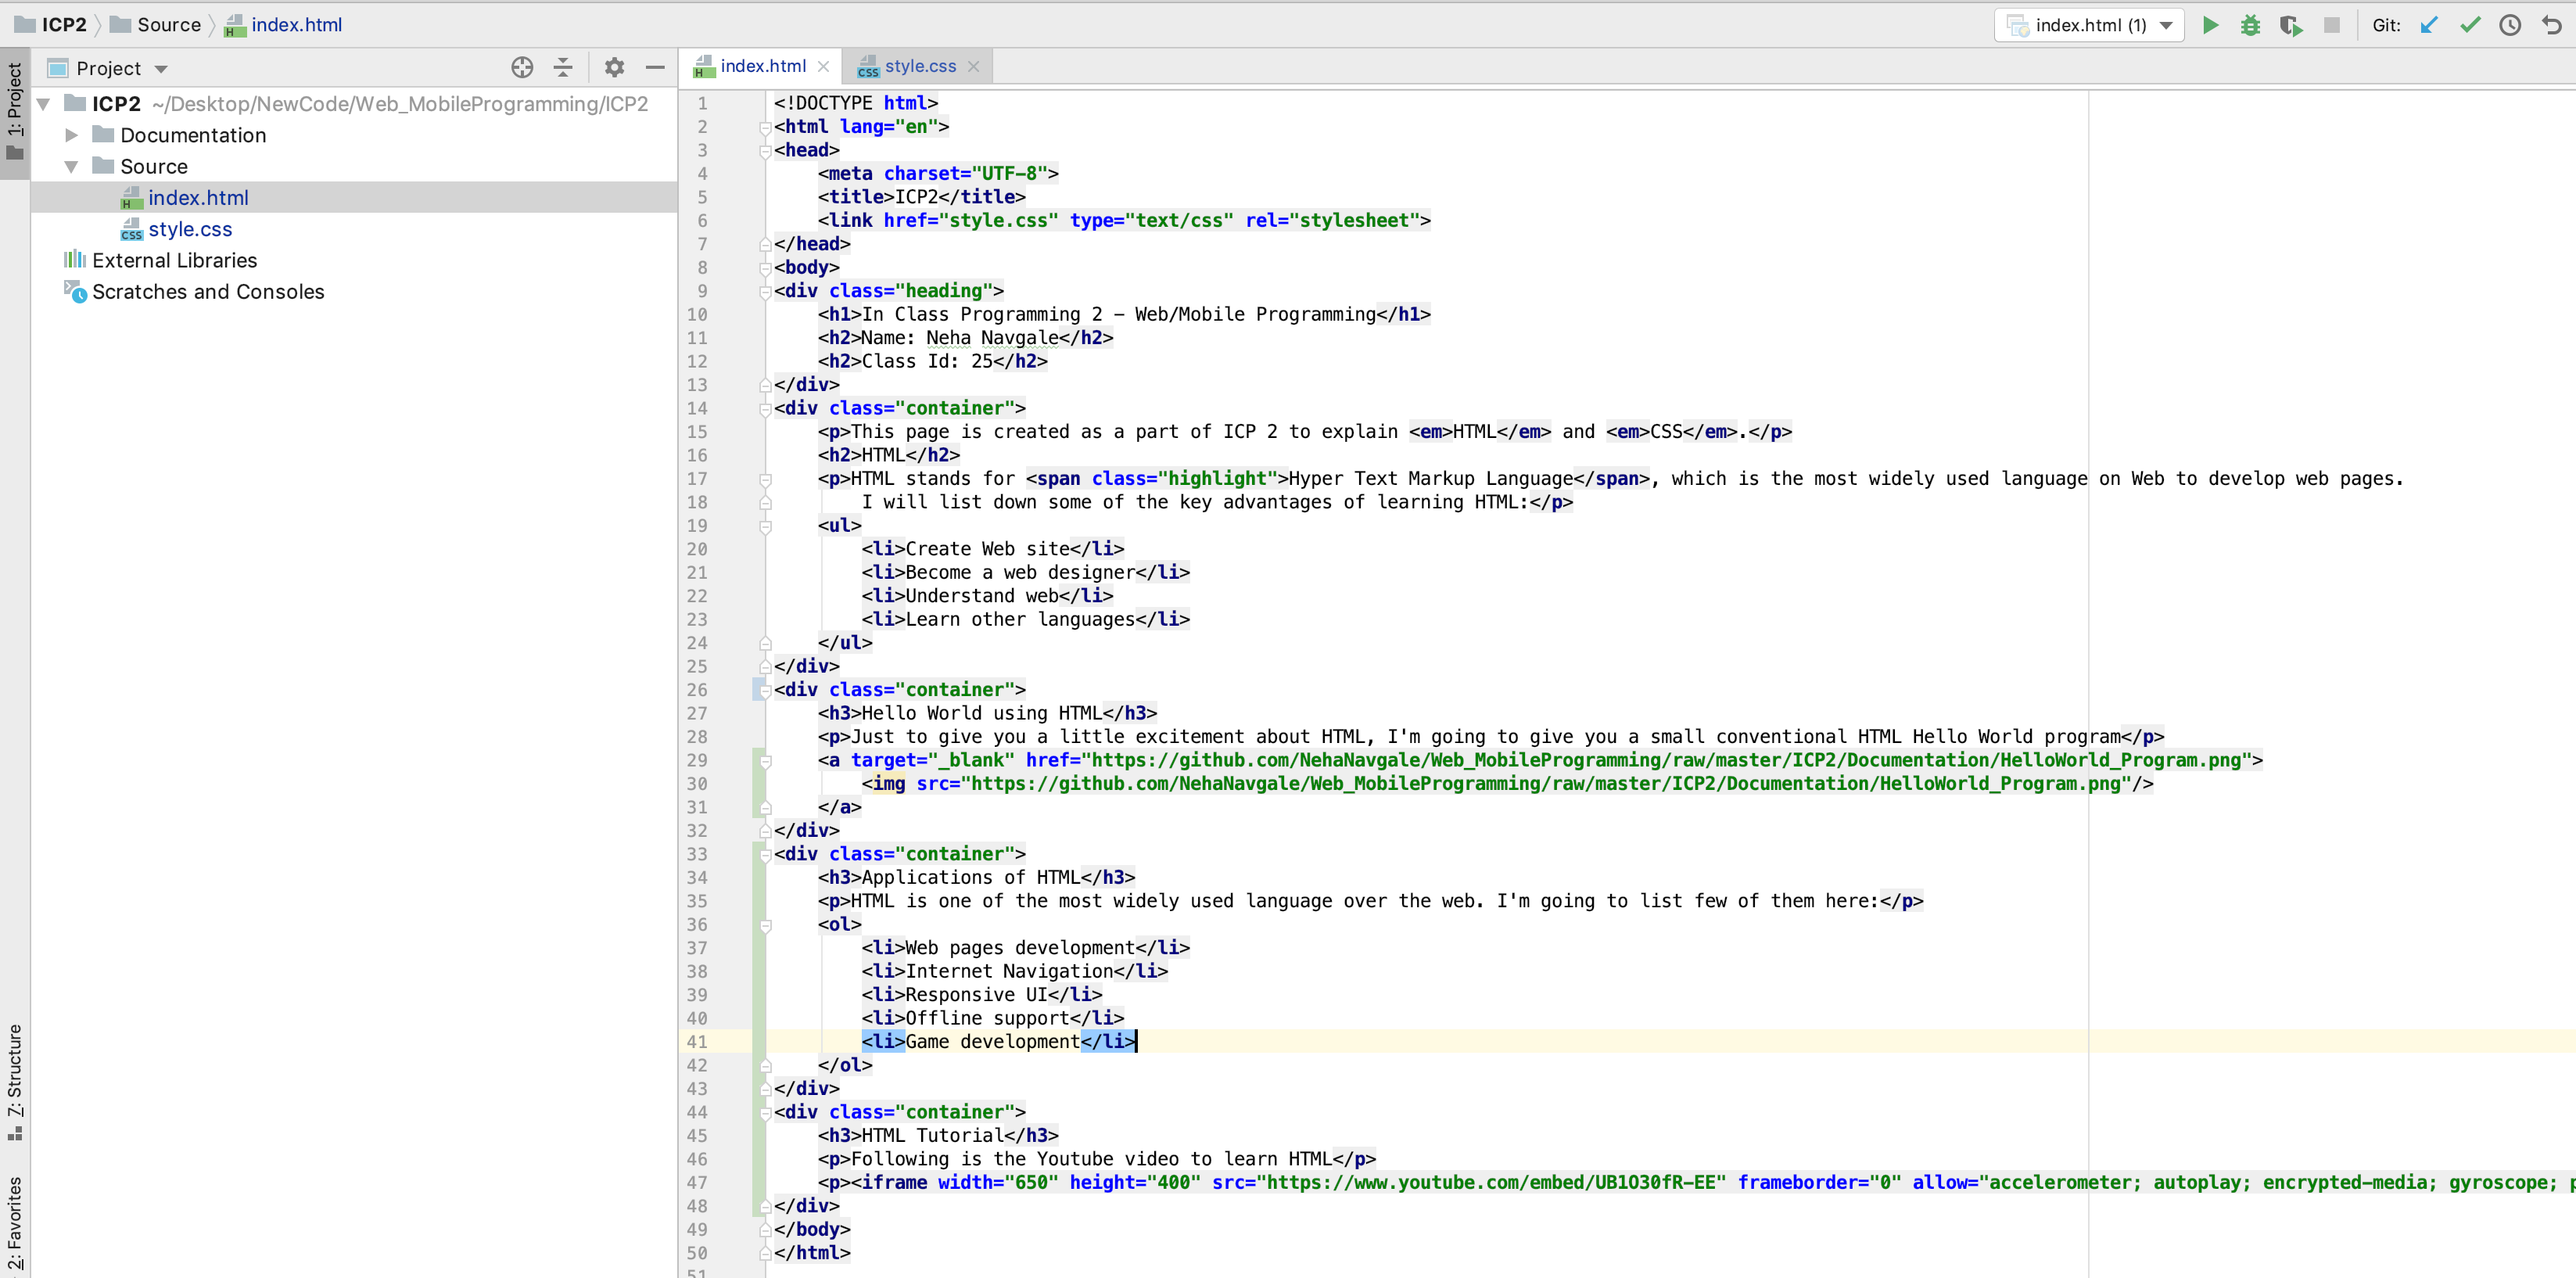 ICP2 Source index.html index.html (1) Git:
1: Project
Project
ICP2 ~/Desktop/NewCode/Web_MobileProgramming/ICP2
Documentation
Source
index.html
style.css
External Libraries
Scratches and Consoles
7: Structure
2: Favorites
index.html style.css
1 <!DOCTYPE html>
2 <html lang="en">
3 <head>
4 <meta charset="UTF-8">
5 <title>ICP2</title>
6 <link href="style.css" type="text/css" rel="stylesheet">
7 </head>
8 <body>
9 <div class="heading">
10 <h1>In Class Programming 2 – Web/Mobile Programming</h1>
11 <h2>Name: Neha Navgale</h2>
12 <h2>Class Id: 25</h2>
13 </div>
14 <div class="container">
15 <p>This page is created as a part of ICP 2 to explain <em>HTML</em> and <em>CSS</em>.</p>
16 <h2>HTML</h2>
17 <p>HTML stands for <span class="highlight">Hyper Text Markup Language</span>, which is the most widely used language on Web to develop web pages.
18 I will list down some of the key advantages of learning HTML:</p>
19 <ul>
20 <li>Create Web site</li>
21 <li>Become a web designer</li>
22 <li>Understand web</li>
23 <li>Learn other languages</li>
24 </ul>
25 </div>
26 <div class="container">
27 <h3>Hello World using HTML</h3>
28 <p>Just to give you a little excitement about HTML, I'm going to give you a small conventional HTML Hello World program</p>
29 <a target="_blank" href="https://github.com/NehaNavgale/Web_MobileProgramming/raw/master/ICP2/Documentation/HelloWorld_Program.png">
30 <img src="https://github.com/NehaNavgale/Web_MobileProgramming/raw/master/ICP2/Documentation/HelloWorld_Program.png"/>
31 </a>
32 </div>
33 <div class="container">
34 <h3>Applications of HTML</h3>
35 <p>HTML is one of the most widely used language over the web. I'm going to list few of them here:</p>
36 <ol>
37 <li>Web pages development</li>
38 <li>Internet Navigation</li>
39 <li>Responsive UI</li>
40 <li>Offline support</li>
41 <li>Game development</li>
42 </ol>
43 </div>
44 <div class="container">
45 <h3>HTML Tutorial</h3>
46 <p>Following is the Youtube video to learn HTML</p>
47 <p><iframe width="650" height="400" src="https://www.youtube.com/embed/UB1O30fR-EE" frameborder="0" allow="accelerometer; autoplay; encrypted-media; gyroscope;
48 </div>
49 </body>
50 </html>
51